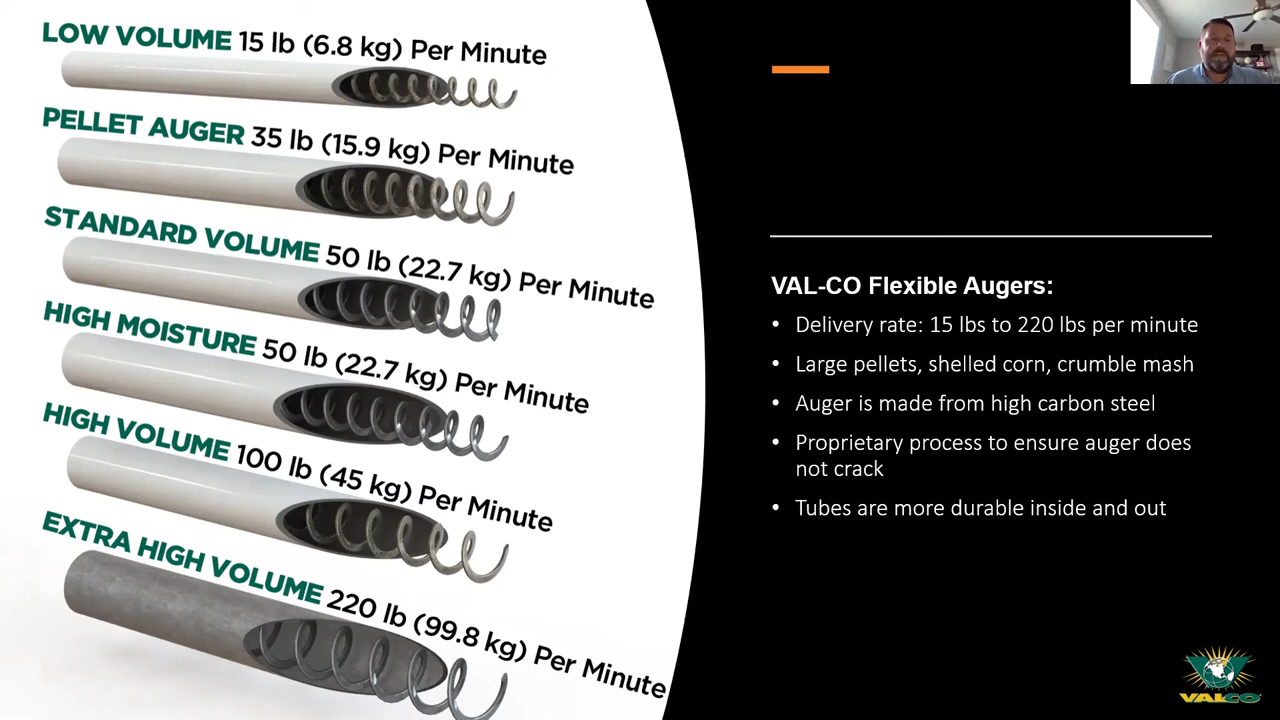 LOW VOLUME 15 lb (6.8 kg) Per Minute
PELLET AUGER 35 lb (15.9 kg) Per Minute
STANDARD VOLUME 50 lb (22.7 kg) Per Minute
HIGH MOISTURE 50 lb (22.7 kg) Per Minute
HIGH VOLUME 100 lb (45 kg) Per Minute
EXTRA HIGH VOLUME 220 lb (99.8 kg) Per Minute
VAL-CO Flexible Augers:
• Delivery rate: 15 lbs to 220 lbs per minute
• Large pellets, shelled corn, crumble mash
• Auger is made from high carbon steel
• Proprietary process to ensure auger does
not crack
• Tubes are more durable inside and out
VALCO